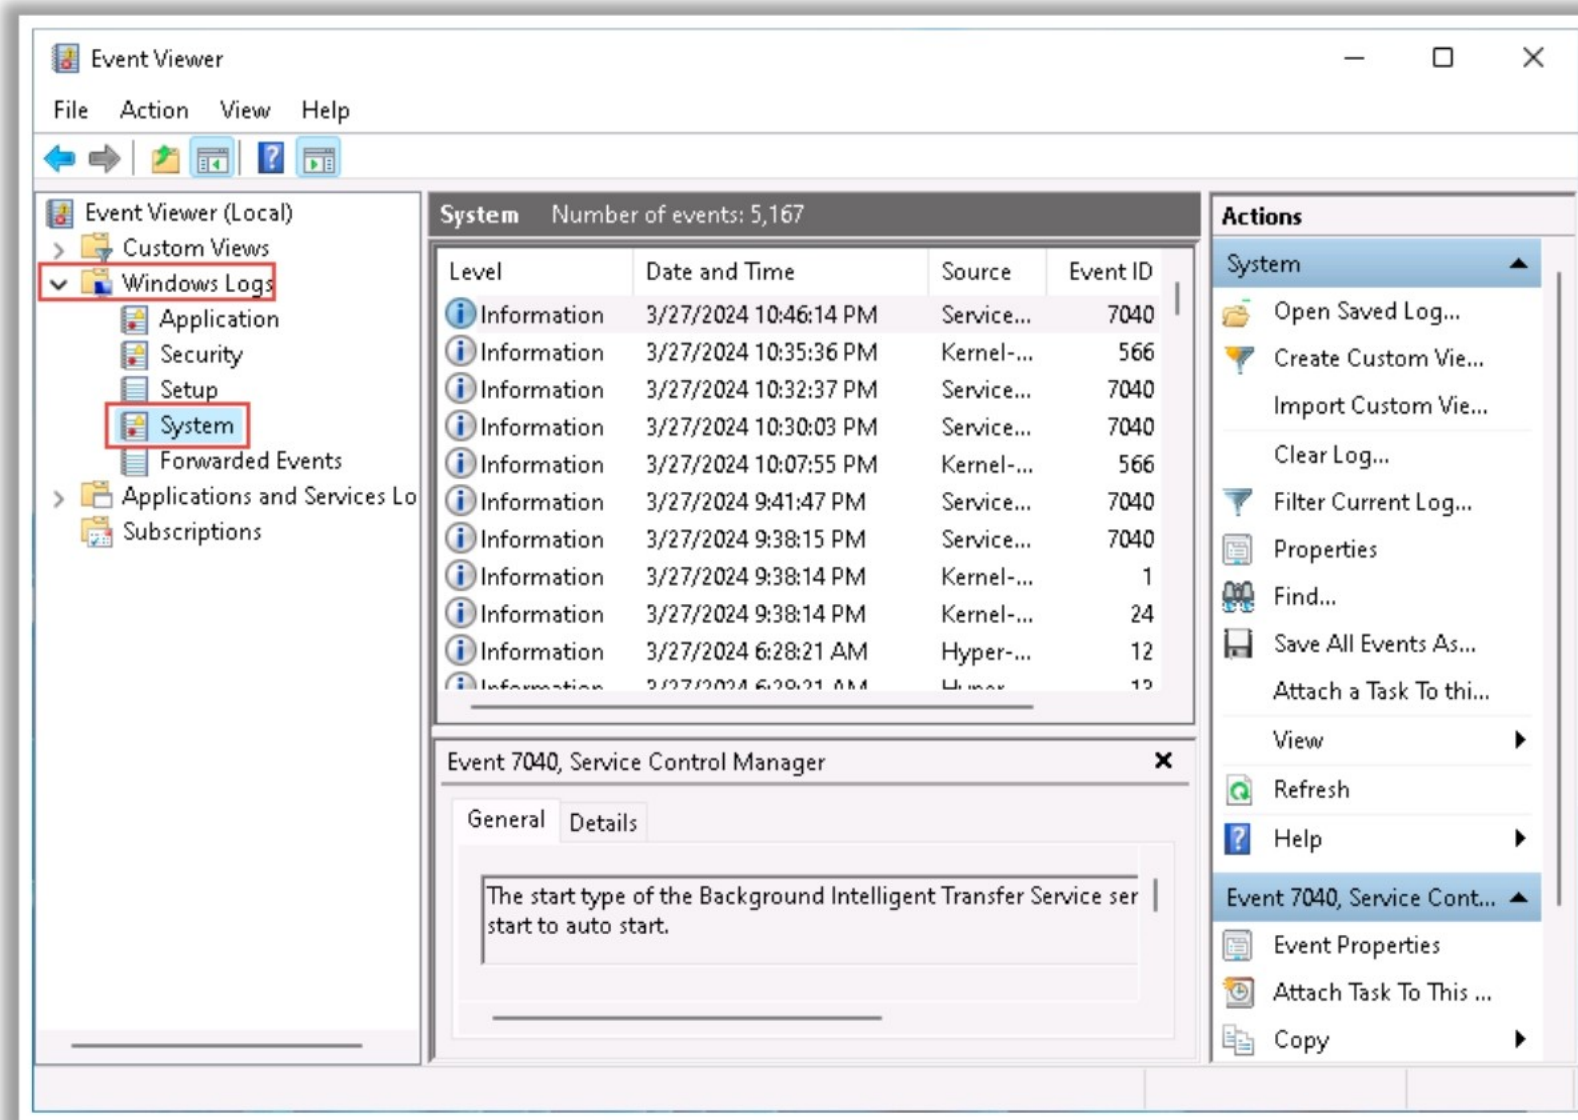 Event Viewer
File Action View Help
Event Viewer (Local)
Custom Views
Windows Logs
Application
Security
Setup
System
Forwarded Events
Applications and Services Lo
Subscriptions
System Number of events: 5,167
Level Date and Time Source Event ID
Information 3/27/2024 10:46:14 PM Service... 7040
Information 3/27/2024 10:35:36 PM Kernel-... 566
Information 3/27/2024 10:32:37 PM Service... 7040
Information 3/27/2024 10:30:03 PM Service... 7040
Information 3/27/2024 10:07:55 PM Kernel-... 566
Information 3/27/2024 9:41:47 PM Service... 7040
Information 3/27/2024 9:38:15 PM Service... 7040
Information 3/27/2024 9:38:14 PM Kernel-... 1
Information 3/27/2024 9:38:14 PM Kernel-... 24
Information 3/27/2024 6:28:21 AM Hyper-... 12
Information 3/27/2024
Event 7040, Service Control Manager
General Details
The start type of the Background Intelligent Transfer Service ser
start to auto start.
Actions
System
Open Saved Log...
Create Custom Vie...
Import Custom Vie...
Clear Log...
Filter Current Log...
Properties
Find...
Save All Events As...
Attach a Task To thi...
View
Refresh
Help
Event 7040, Service Cont...
Event Properties
Attach Task To This ...
Copy